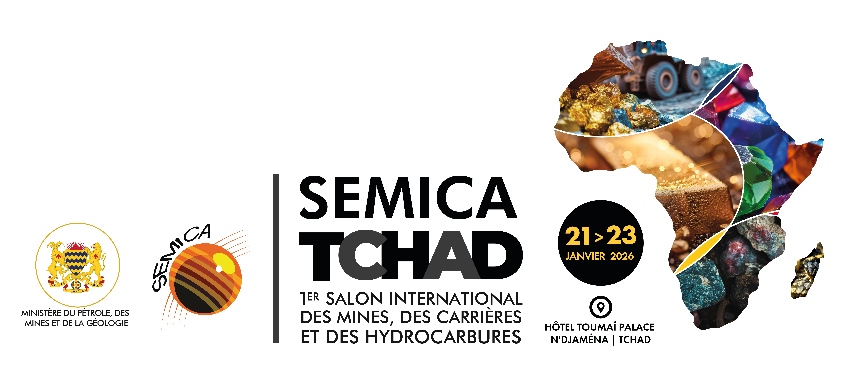 MINISTÈRE DU PÉTROLE, DES
MINES ET DE LA GÉOLOGIE
SEMICA
SEMICA
TCHAD
1ER SALON INTERNATIONAL
DES MINES, DES CARRIÈRES
ET DES HYDROCARBURES
21>23
JANVIER 2026
HÔTEL TOUMAÏ PALACE
N'DJAMÉNA | TCHAD